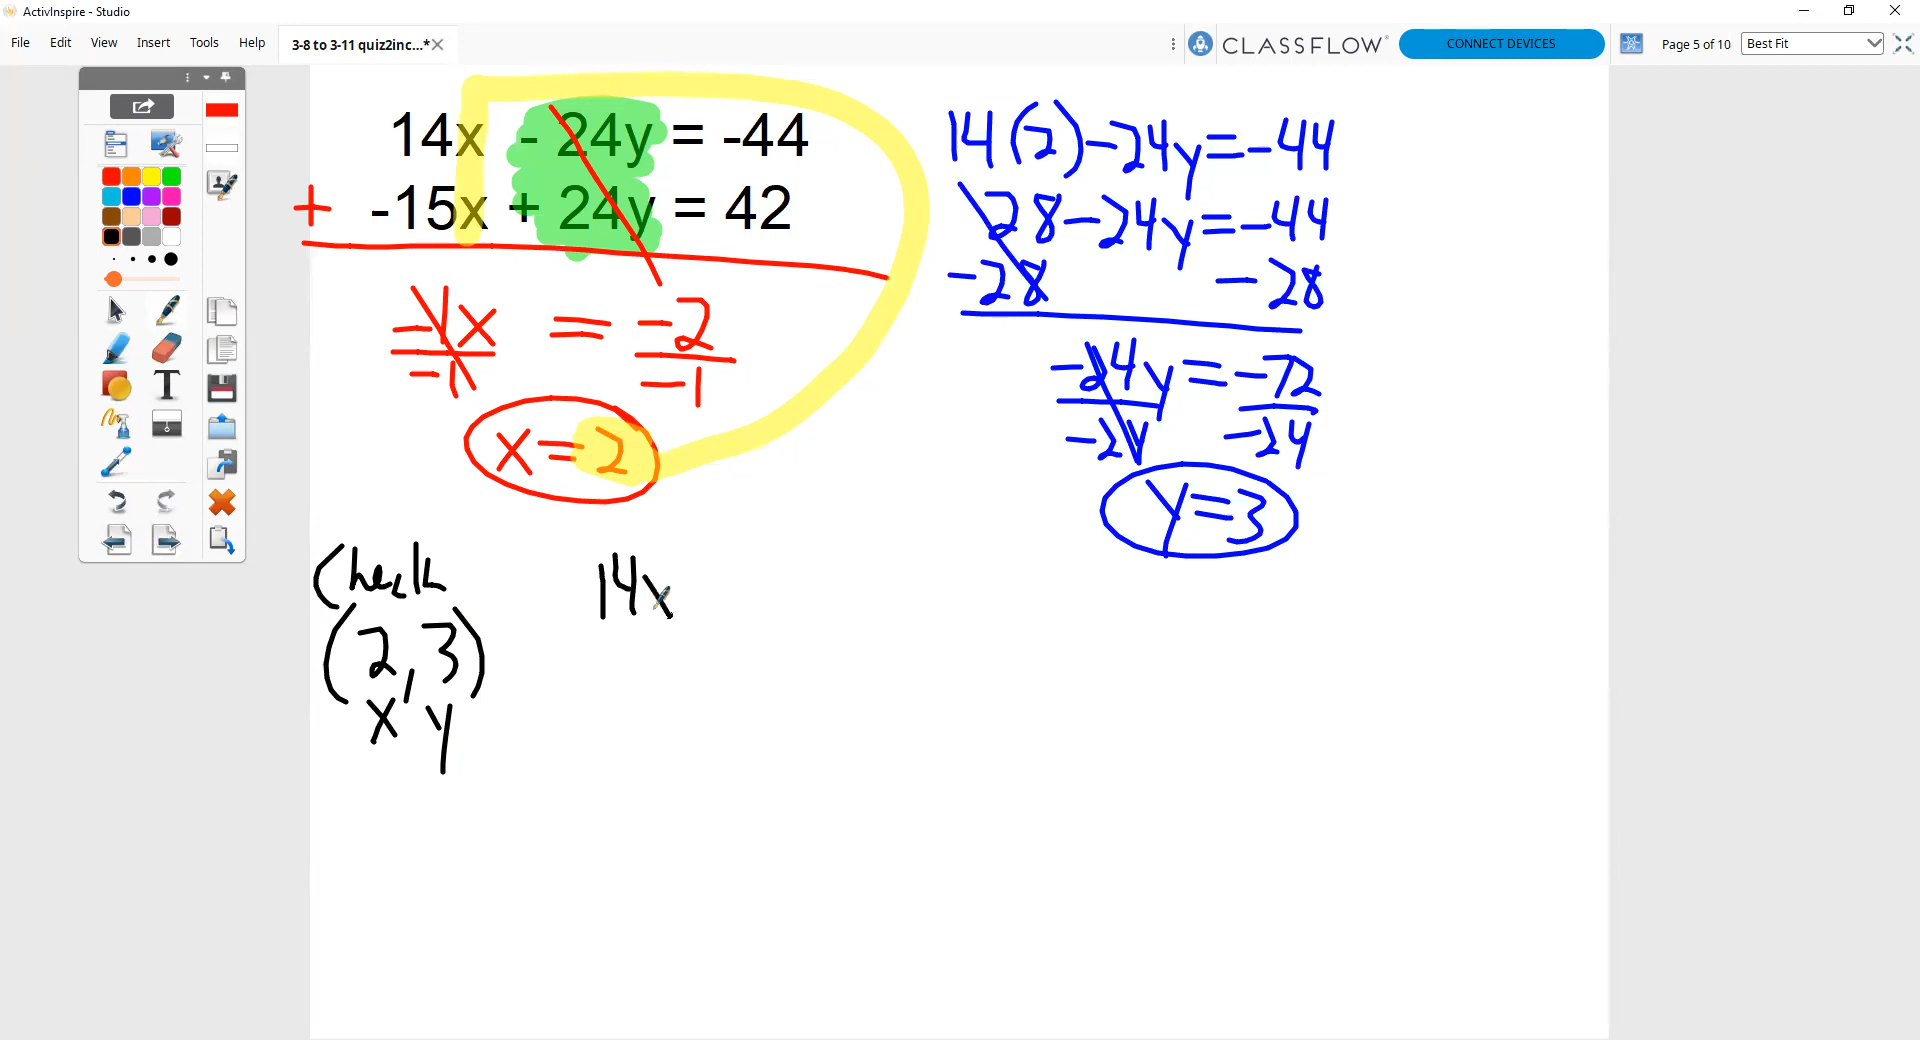 ActivInspire - Studio
File Edit View Insert Tools Help 3-8 to 3-11 quiz2inc...*
CLASSFLOW CONNECT DEVICES Page 5 of 10 Best Fit
14x - 24y = -44
+ -15x + 24y = 42
-1x = -2
-1 -1
x = 2
14(2)-24y=-44
28-24y=-44
-28 -28
-24y=-72
-24 -24
y=3
Check
(2,3)
x y
14x